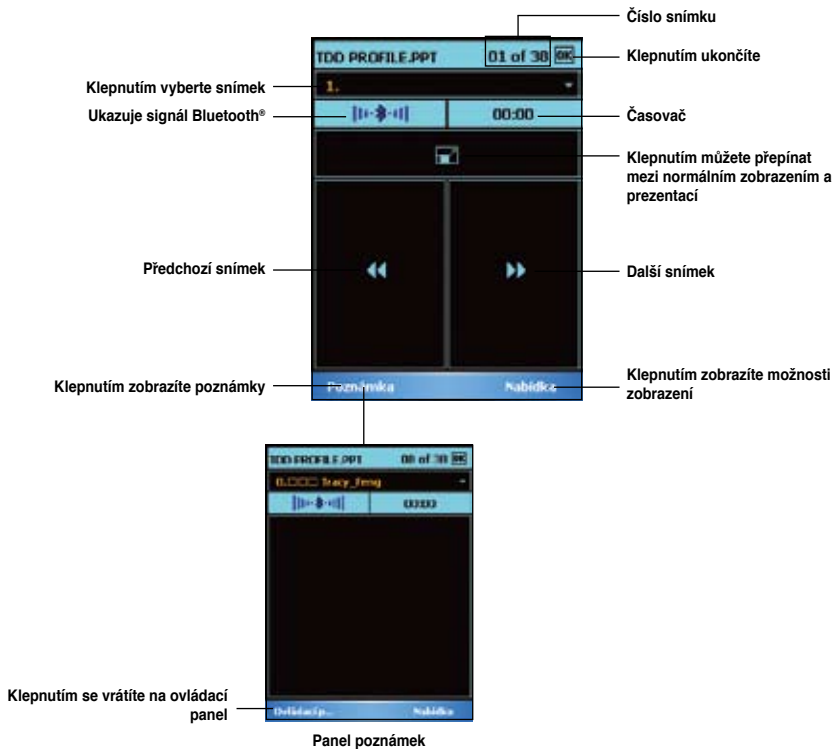 Číslo snímku
TDD PROFILE.PPT 01 of 38 OK
Klepnutím ukončíte
Klepnutím vyberte snímek
1.
Ukazuje signál Bluetooth®
00:00
Časovač
Klepnutím můžete přepínat
mezi normálním zobrazením a
prezentací
Předchozí snímek
Další snímek
Klepnutím zobrazíte poznámky
Poznámka
Nabídka
Klepnutím zobrazíte možnosti
zobrazení
TDD PROFILE.PPT 08 of 38 OK
8.□□□ Tracy_Feng
00:00
Klepnutím se vrátíte na ovládací
panel
Ovládací p...
Nabídka
Panel poznámek